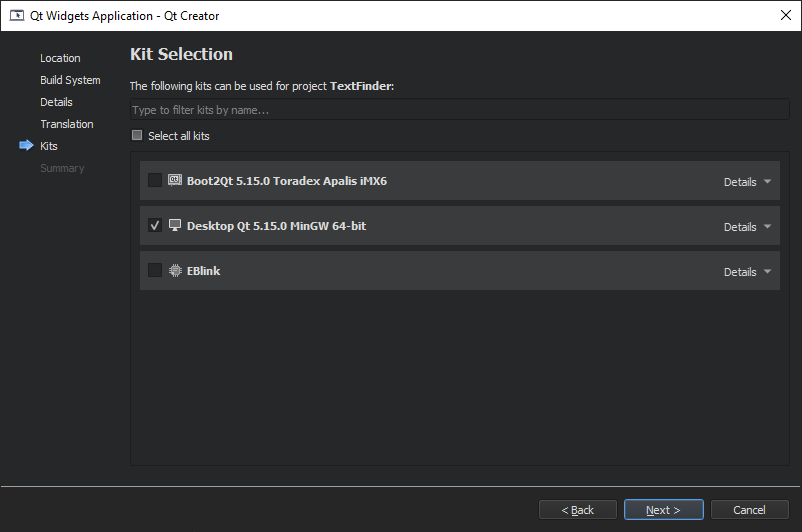 Qt Widgets Application - Qt Creator
Location
Build System
Details
Translation
Kits
Summary
Kit Selection
The following kits can be used for project TextFinder:
Type to filter kits by name...
Select all kits
Boot2Qt 5.15.0 Toradex Apalis iMX6 Details
Desktop Qt 5.15.0 MinGW 64-bit Details
EBlink Details
< Back Next > Cancel